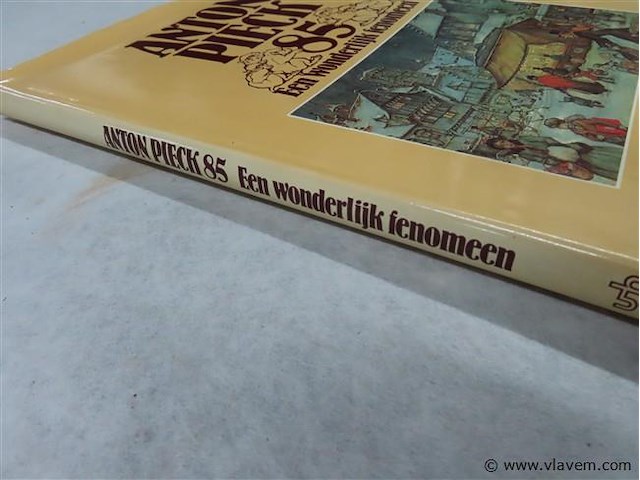 ANTON
PIECK
85
Een wonderlijk fenomeen
ANTON PIECK 85 Een wonderlijk fenomeen
© www.vlavem.com